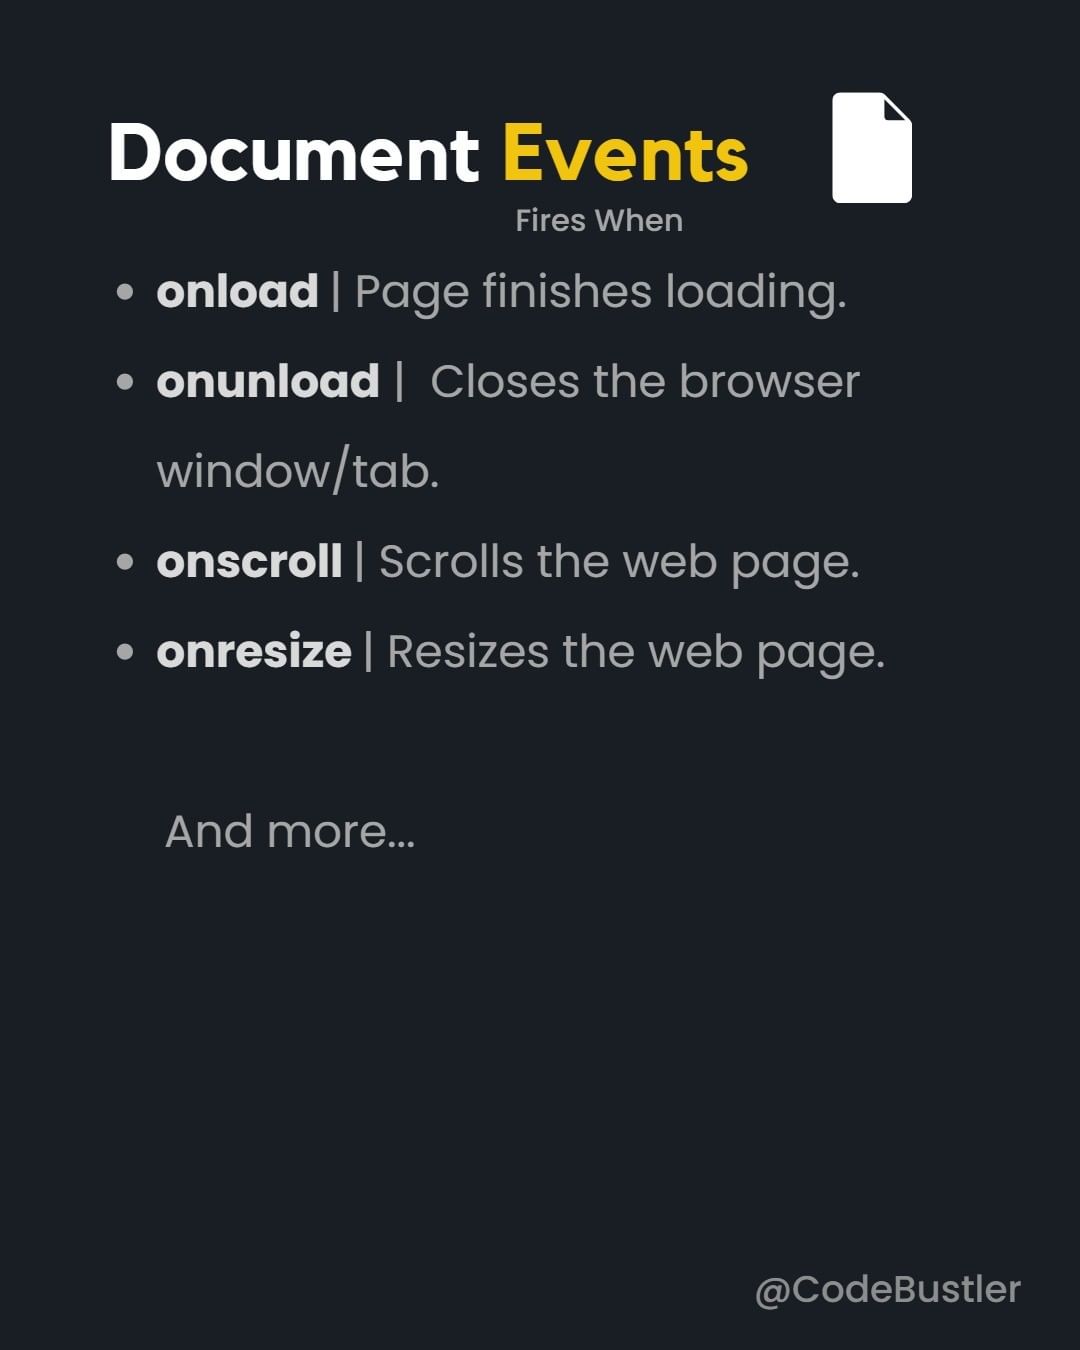 Document Events
Fires When
• onload | Page finishes loading.
• onunload |  Closes the browser
window/tab.
• onscroll | Scrolls the web page.
• onresize | Resizes the web page.
And more...
@CodeBustler